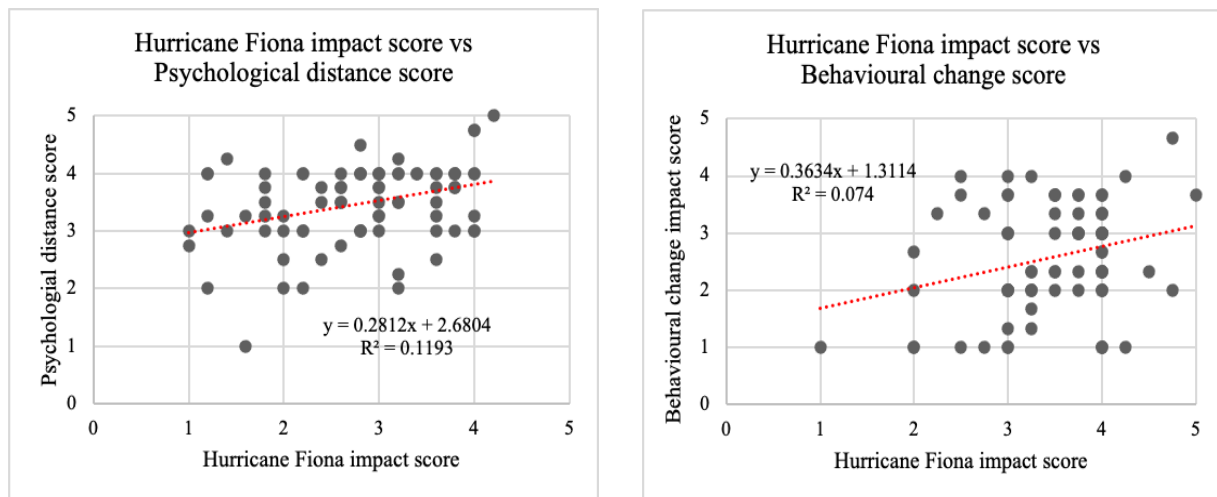 Hurricane Fiona impact score vs
Psychological distance score
Psychologial distance score
5
4
3
2
1
0
y = 0.2812x + 2.6804
R² = 0.1193
0 1 2 3 4 5
Hurricane Fiona impact score
Hurricane Fiona impact score vs
Behavioural change score
Behavioural change impact score
5
4
3
2
1
0
y = 0.3634x + 1.3114
R² = 0.074
0 1 2 3 4 5
Hurricane Fiona impact score